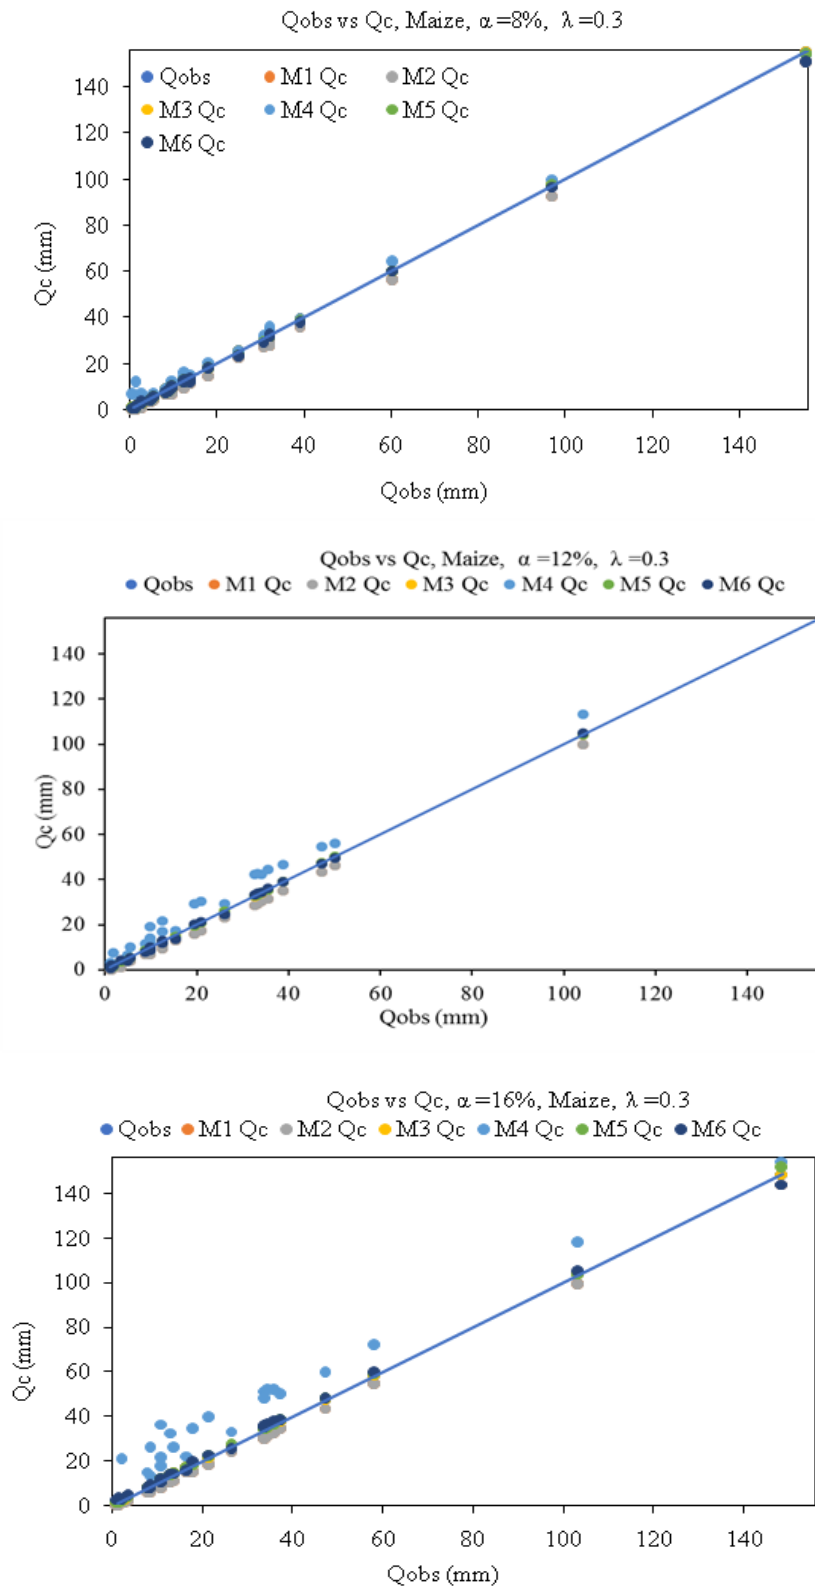 Qobs vs Qc, Maize, α =8%, λ =0.3
Qobs M1 Qc M2 Qc
M3 Qc M4 Qc M5 Qc
M6 Qc
140
120
100
80
60
40
20
0
Qc (mm)
0 20 40 60 80 100 120 140
Qobs (mm)
Qobs vs Qc, Maize, α =12%, λ =0.3
Qobs M1 Qc M2 Qc M3 Qc M4 Qc M5 Qc M6 Qc
140
120
100
80
60
40
20
0
Qc (mm)
0 20 40 60 80 100 120 140
Qobs (mm)
Qobs vs Qc, α =16%, Maize, λ =0.3
Qobs M1 Qc M2 Qc M3 Qc M4 Qc M5 Qc M6 Qc
140
120
100
80
60
40
20
0
Qc (mm)
0 20 40 60 80 100 120 140
Qobs (mm)